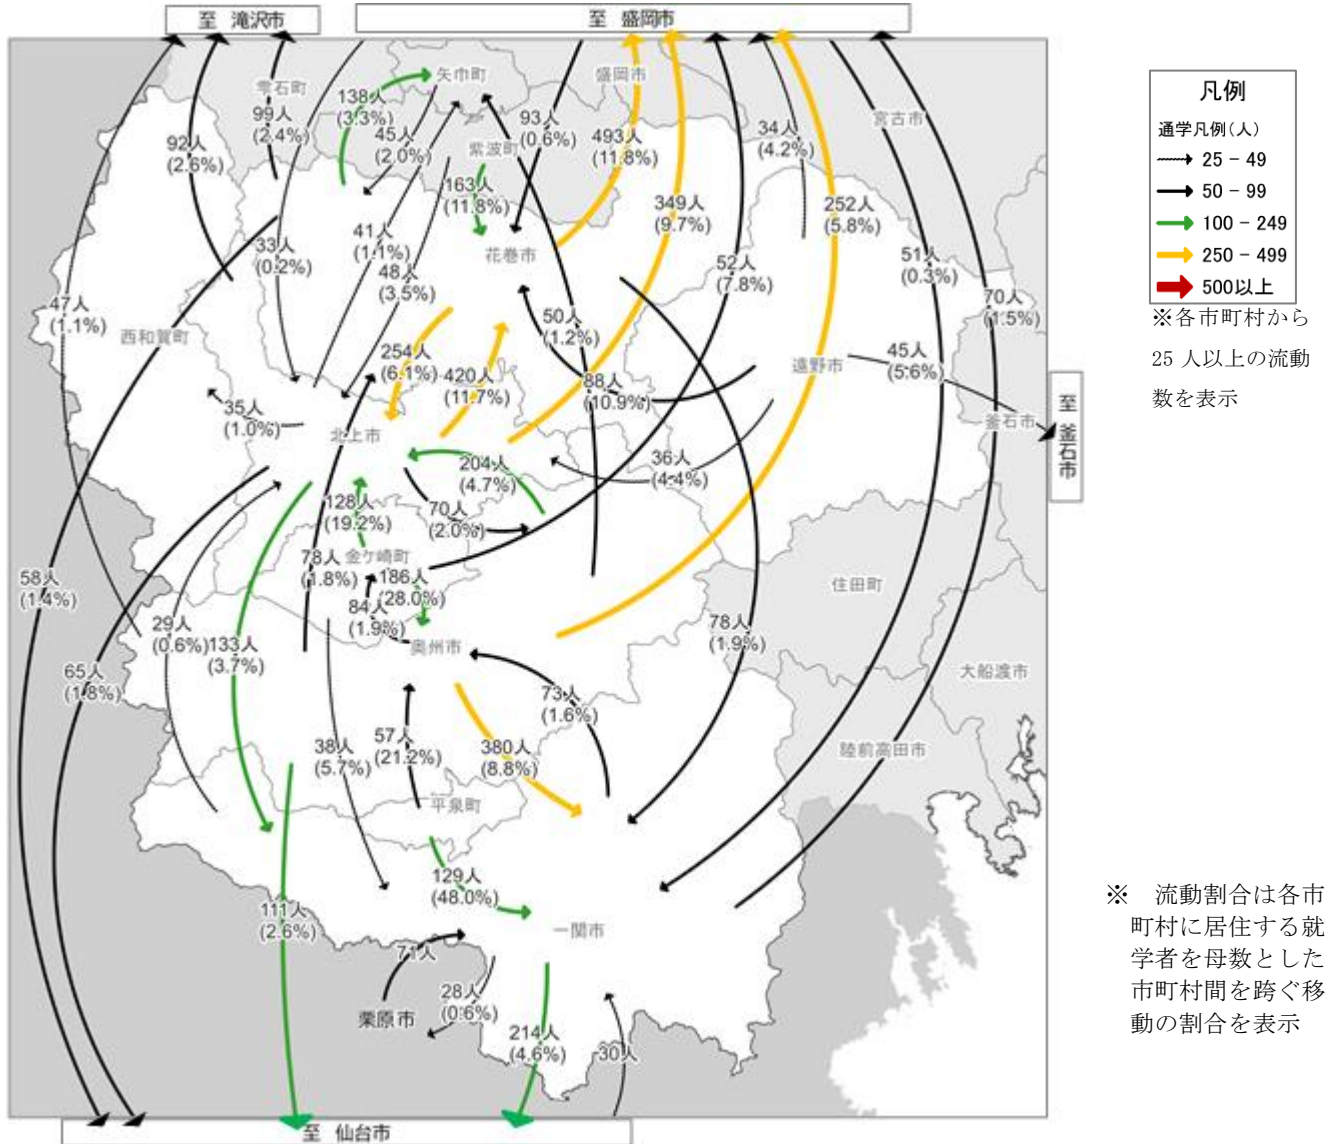 至 滝沢市
至 盛岡市
雫石町
矢巾町
盛岡市
宮古市
138人
(3.3%)
99人
(2.4%)
92人
(2.6%)
45人
(2.0%)
93人
(0.6%)
493人
(11.8%)
34人
(4.2%)
紫波町
163人
(11.8%)
349人
(9.7%)
252人
(5.8%)
41人
(1.1%)
33人
(0.2%)
48人
(3.5%)
花巻市
52人
(7.8%)
51人
(0.3%)
70人
(1.5%)
47人
(1.1%)
西和賀町
50人
(1.2%)
254人
(6.1%)
420人
(11.7%)
88人
(10.9%)
遠野市
45人
(5.6%)
釜石市
至 釜石市
35人
(1.0%)
北上市
204人
(4.7%)
36人
(4.4%)
128人
(19.2%)
70人
(2.0%)
金ケ崎町
78人
(1.8%)
186人
(28.0%)
84人
(1.9%)
58人
(1.4%)
住田町
29人
(0.6%)
133人
(3.7%)
奥州市
78人
(1.9%)
65人
(1.8%)
大船渡市
73人
(1.6%)
38人
(5.7%)
57人
(21.2%)
380人
(8.8%)
陸前高田市
平泉町
129人
(48.0%)
111人
(2.6%)
一関市
71人
栗原市
28人
(0.6%)
214人
(4.6%)
30人
至 仙台市
凡例
通学凡例(人)
25 - 49
50 - 99
100 - 249
250 - 499
500以上
※各市町村から
25 人以上の流動
数を表示
※ 流動割合は各市
町村に居住する就
学者を母数とした
市町村間を跨ぐ移
動の割合を表示